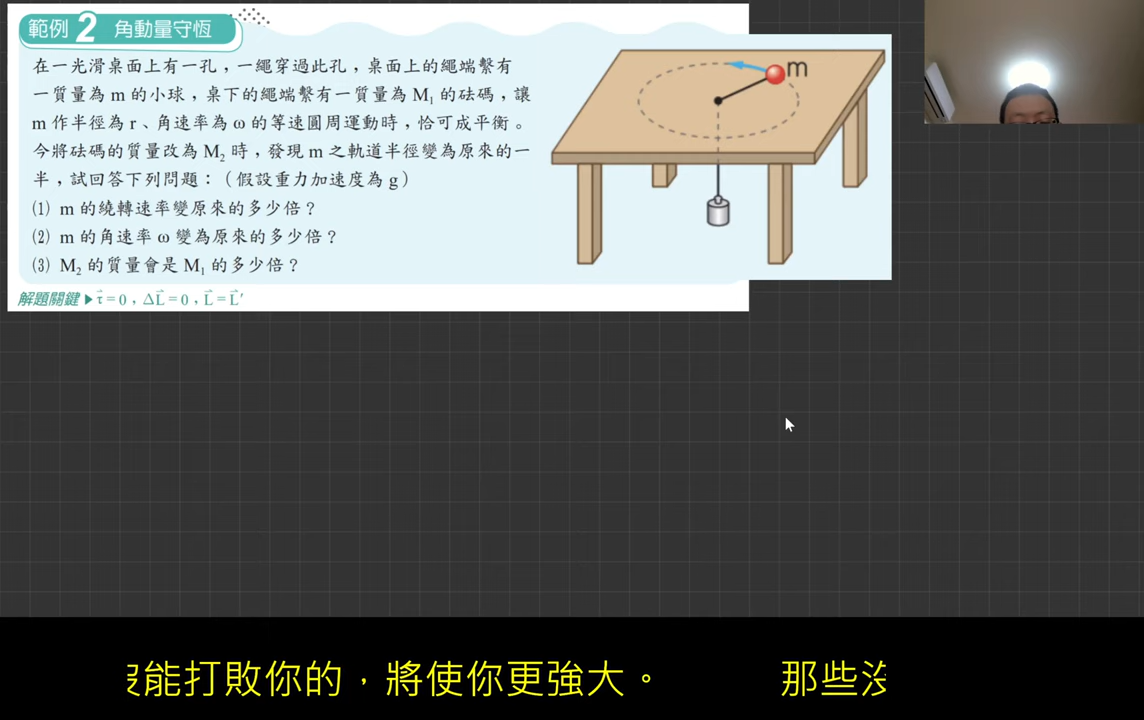 範例 2 角動量守恆
在一光滑桌面上有一孔,一繩穿過此孔,桌面上的繩端繫有
一質量為 m 的小球,桌下的繩端繫有一質量為 M₁ 的砝碼,讓
m 作半徑為 r、角速率為 ω 的等速圓周運動時,恰可成平衡。
今將砝碼的質量改為 M₂ 時,發現 m 之軌道半徑變為原來的一
半,試回答下列問題:(假設重力加速度為 g)
(1) m 的繞轉速率變原來的多少倍?
(2) m 的角速率 ω 變為原來的多少倍?
(3) M₂ 的質量會是 M₁ 的多少倍?
解題關鍵▶τ⃗=0,ΔL⃗=0,L⃗=L⃗′
m
能打敗你的,將使你更強大。 那些